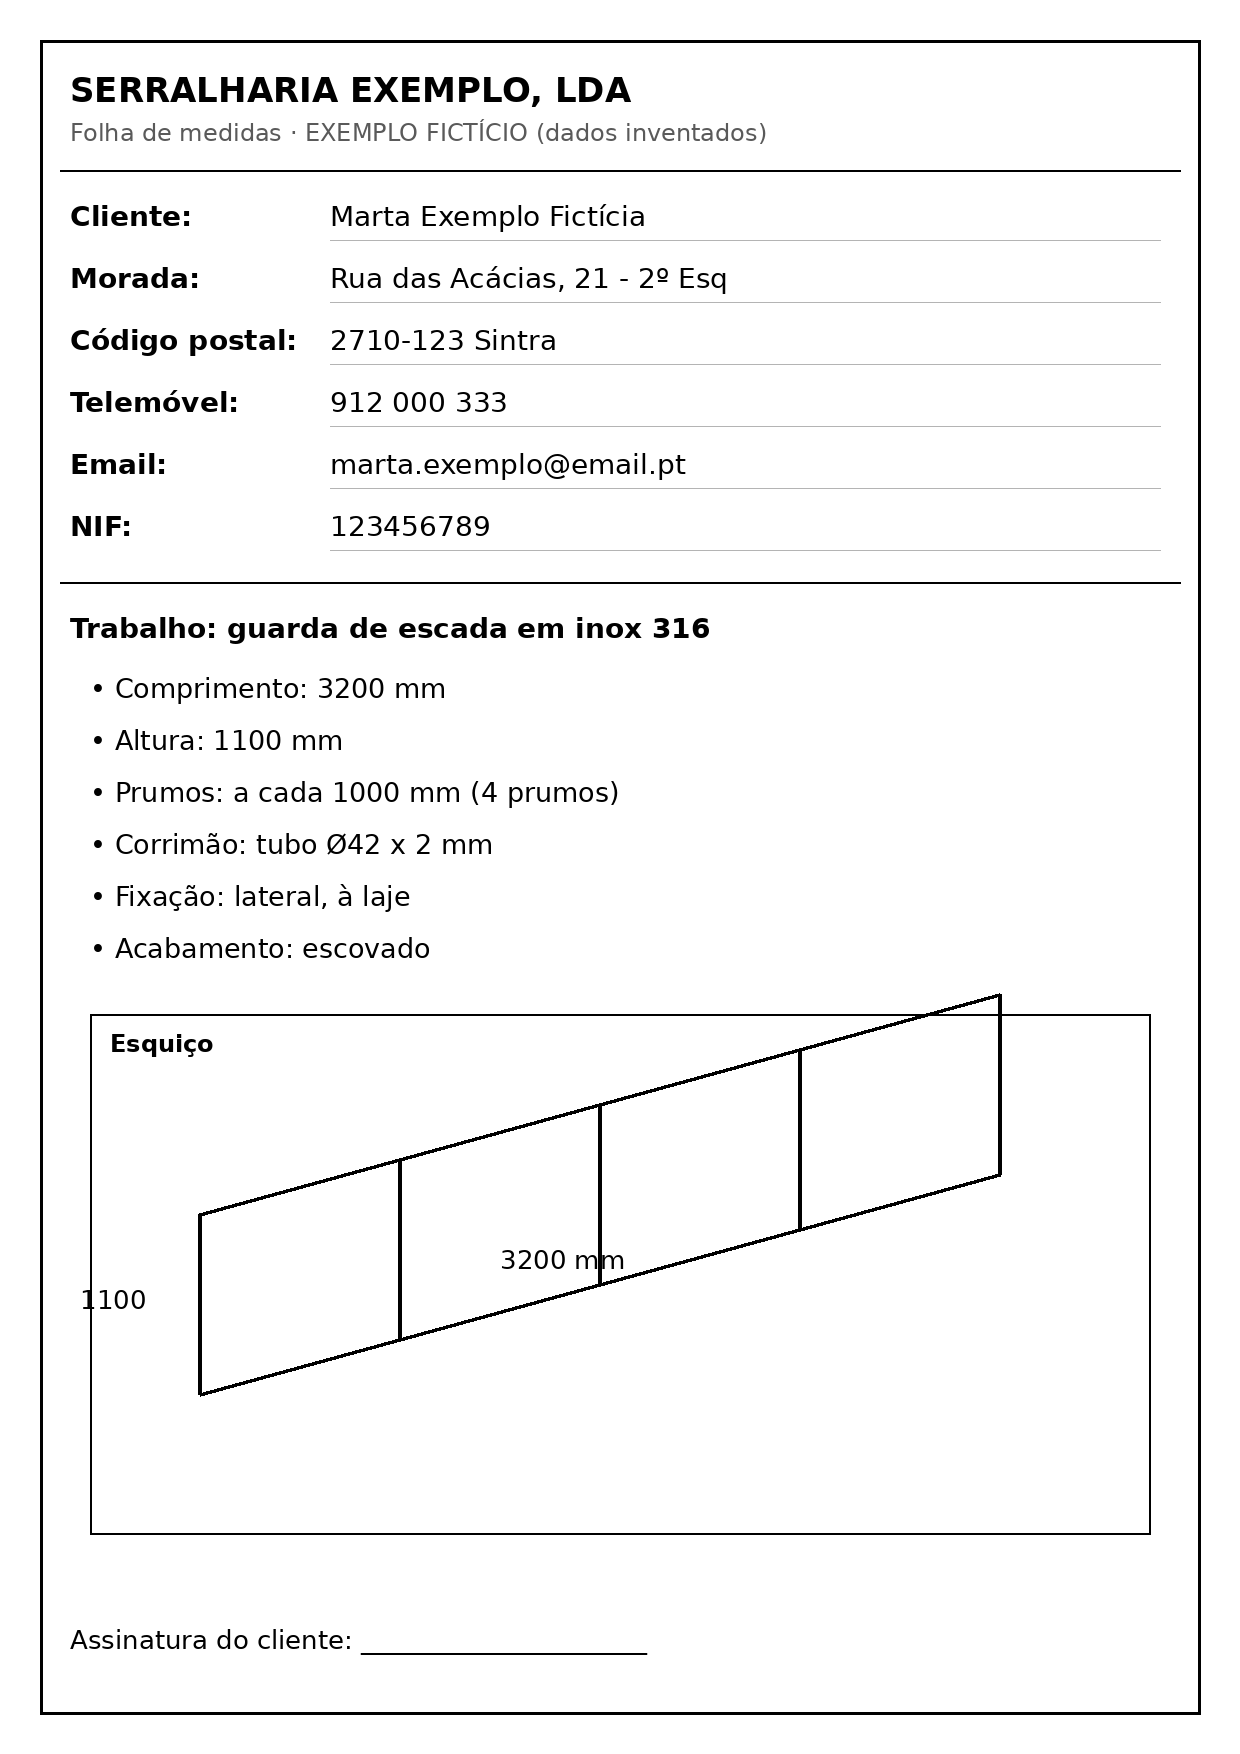 SERRALHARIA EXEMPLO, LDA
Folha de medidas · EXEMPLO FICTÍCIO (dados inventados)
Cliente: Marta Exemplo Fictícia
Morada: Rua das Acácias, 21 - 2º Esq
Código postal: 2710-123 Sintra
Telemóvel: 912 000 333
Email: marta.exemplo@email.pt
NIF: 123456789
Trabalho: guarda de escada em inox 316
• Comprimento: 3200 mm
• Altura: 1100 mm
• Prumos: a cada 1000 mm (4 prumos)
• Corrimão: tubo Ø42 x 2 mm
• Fixação: lateral, à laje
• Acabamento: escovado
Esquiço
3200 mm
1100
Assinatura do cliente: ______________________